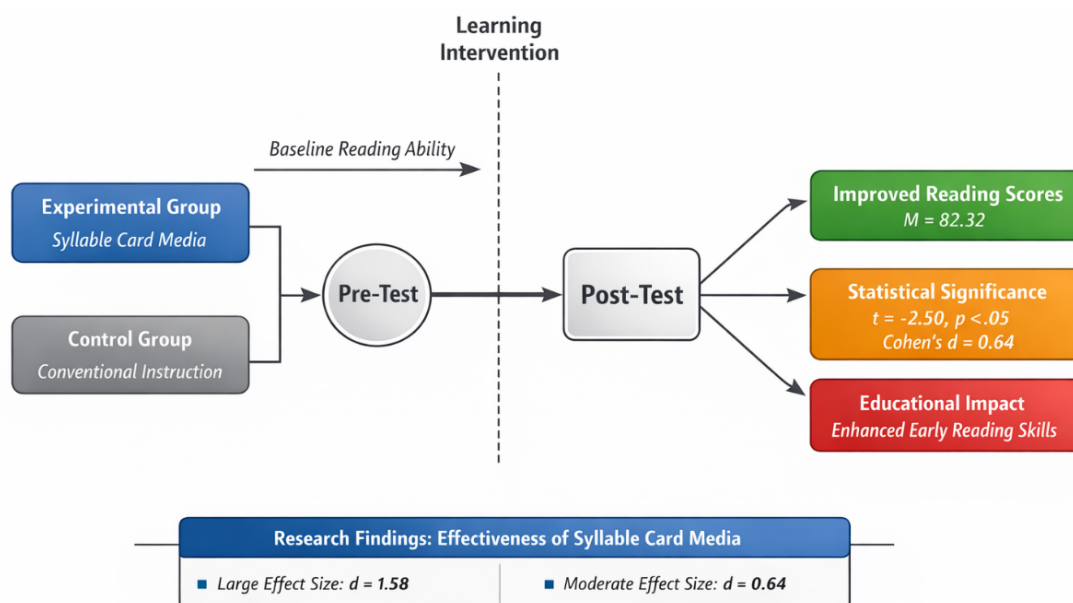 Learning
Intervention
Baseline Reading Ability
Experimental Group
Syllable Card Media
Control Group
Conventional Instruction
Pre-Test
Post-Test
Improved Reading Scores
M = 82.32
Statistical Significance
t = -2.50, p <.05
Cohen's d = 0.64
Educational Impact
Enhanced Early Reading Skills
Research Findings: Effectiveness of Syllable Card Media
Large Effect Size: d = 1.58
Moderate Effect Size: d = 0.64